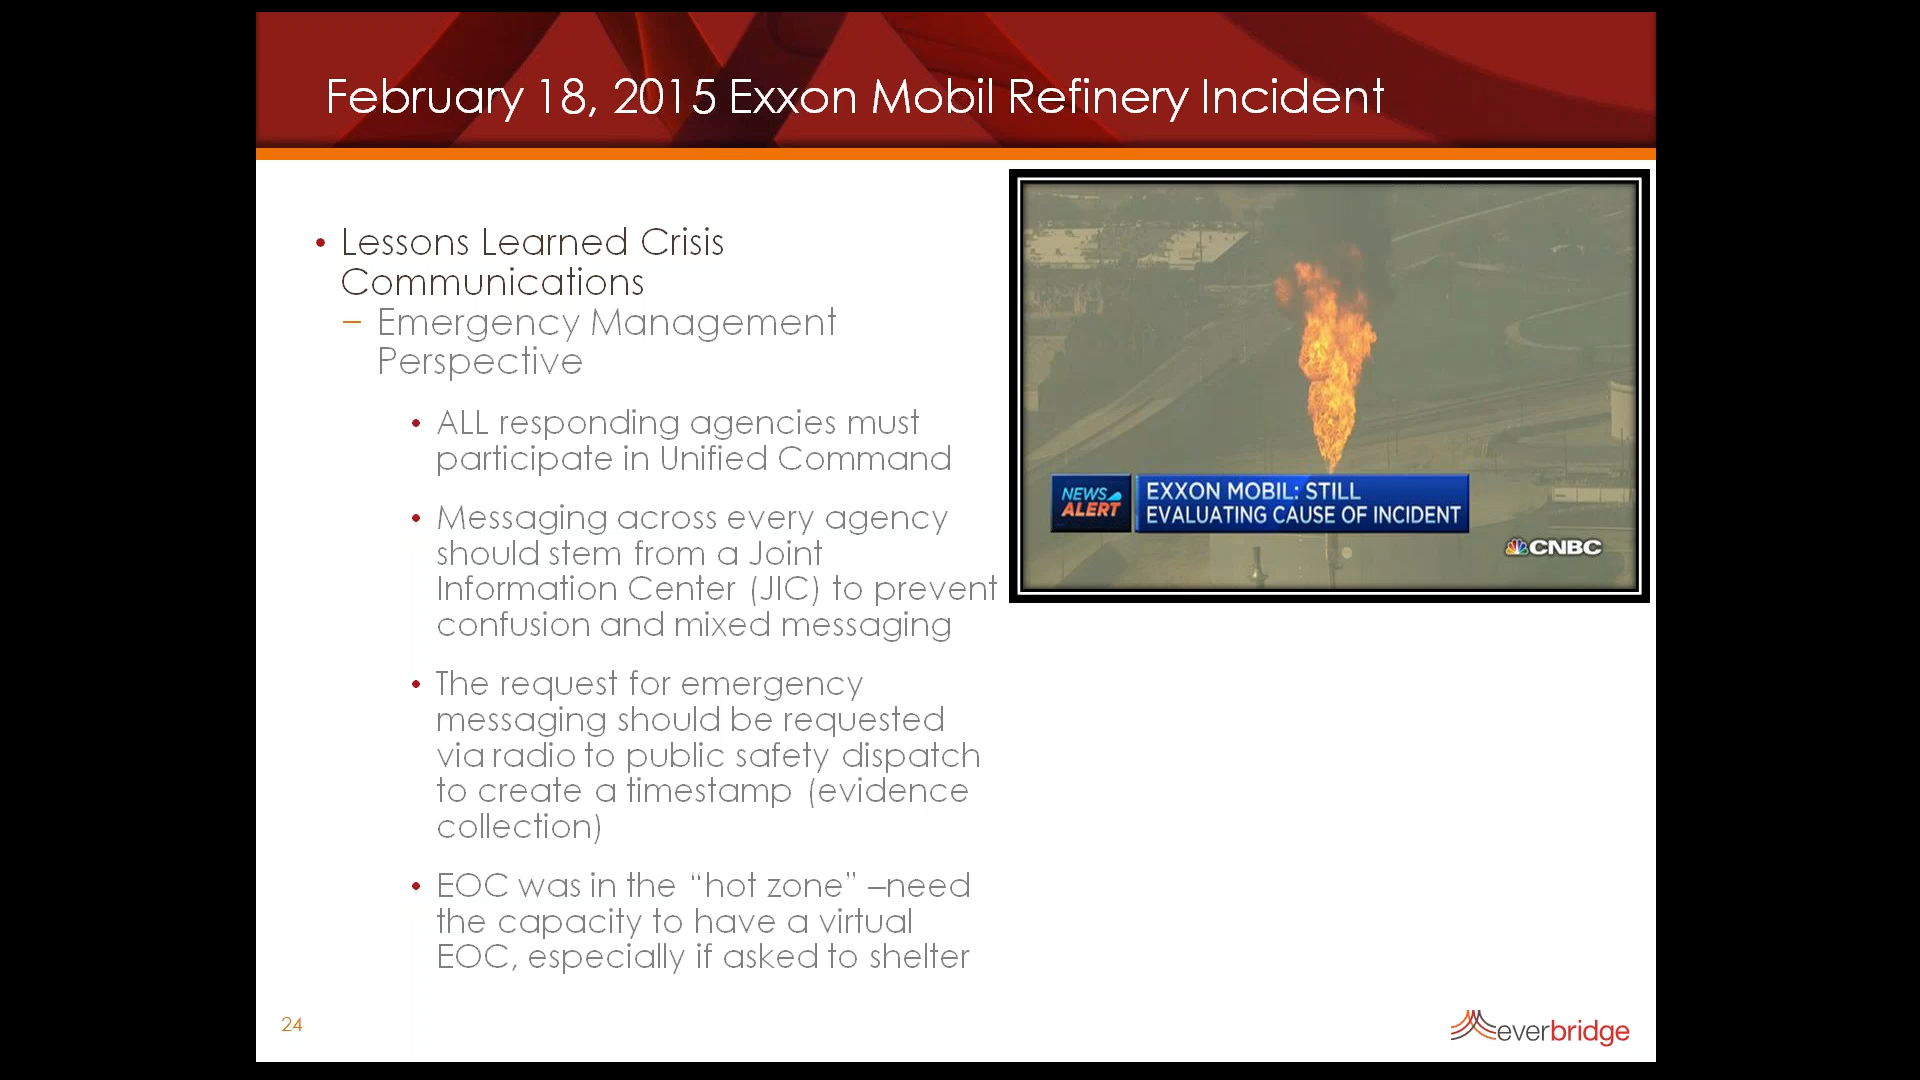 February 18, 2015 Exxon Mobil Refinery Incident
• Lessons Learned Crisis
Communications
– Emergency Management
Perspective
• ALL responding agencies must
participate in Unified Command
• Messaging across every agency
should stem from a Joint
Information Center (JIC) to prevent
confusion and mixed messaging
• The request for emergency
messaging should be requested
via radio to public safety dispatch
to create a timestamp (evidence
collection)
• EOC was in the “hot zone” –need
the capacity to have a virtual
EOC, especially if asked to shelter
NEWS
ALERT
EXXON MOBIL: STILL
EVALUATING CAUSE OF INCIDENT
CNBC
24
everbridge